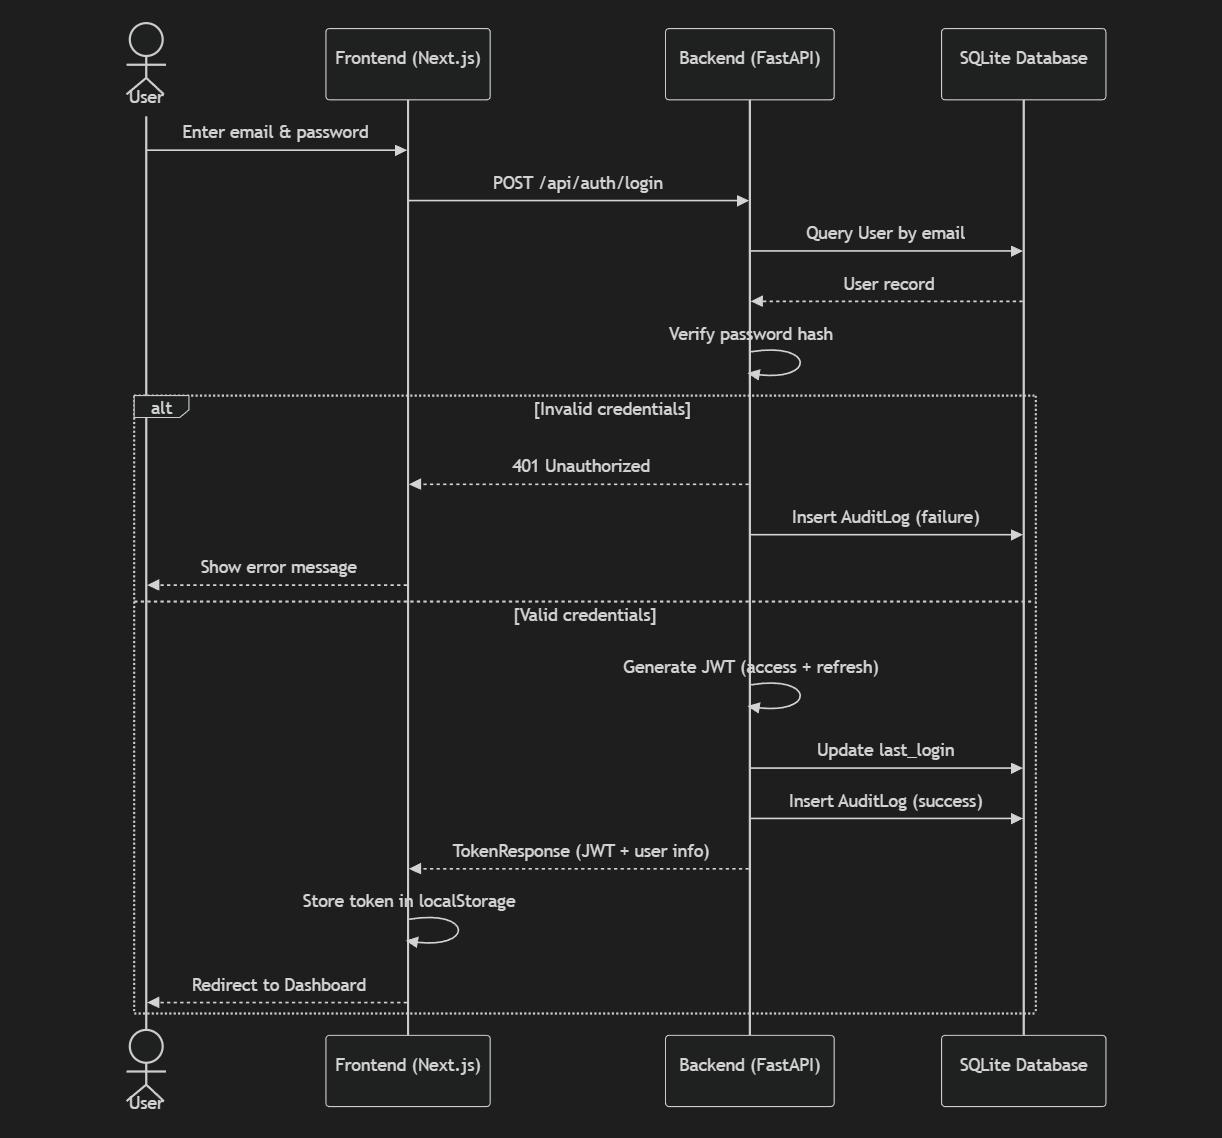 User
Frontend (Next.js)
Backend (FastAPI)
SQLite Database
Enter email & password
POST /api/auth/login
Query User by email
User record
Verify password hash
alt
[Invalid credentials]
401 Unauthorized
Insert AuditLog (failure)
Show error message
[Valid credentials]
Generate JWT (access + refresh)
Update last_login
Insert AuditLog (success)
TokenResponse (JWT + user info)
Store token in localStorage
Redirect to Dashboard
User
Frontend (Next.js)
Backend (FastAPI)
SQLite Database